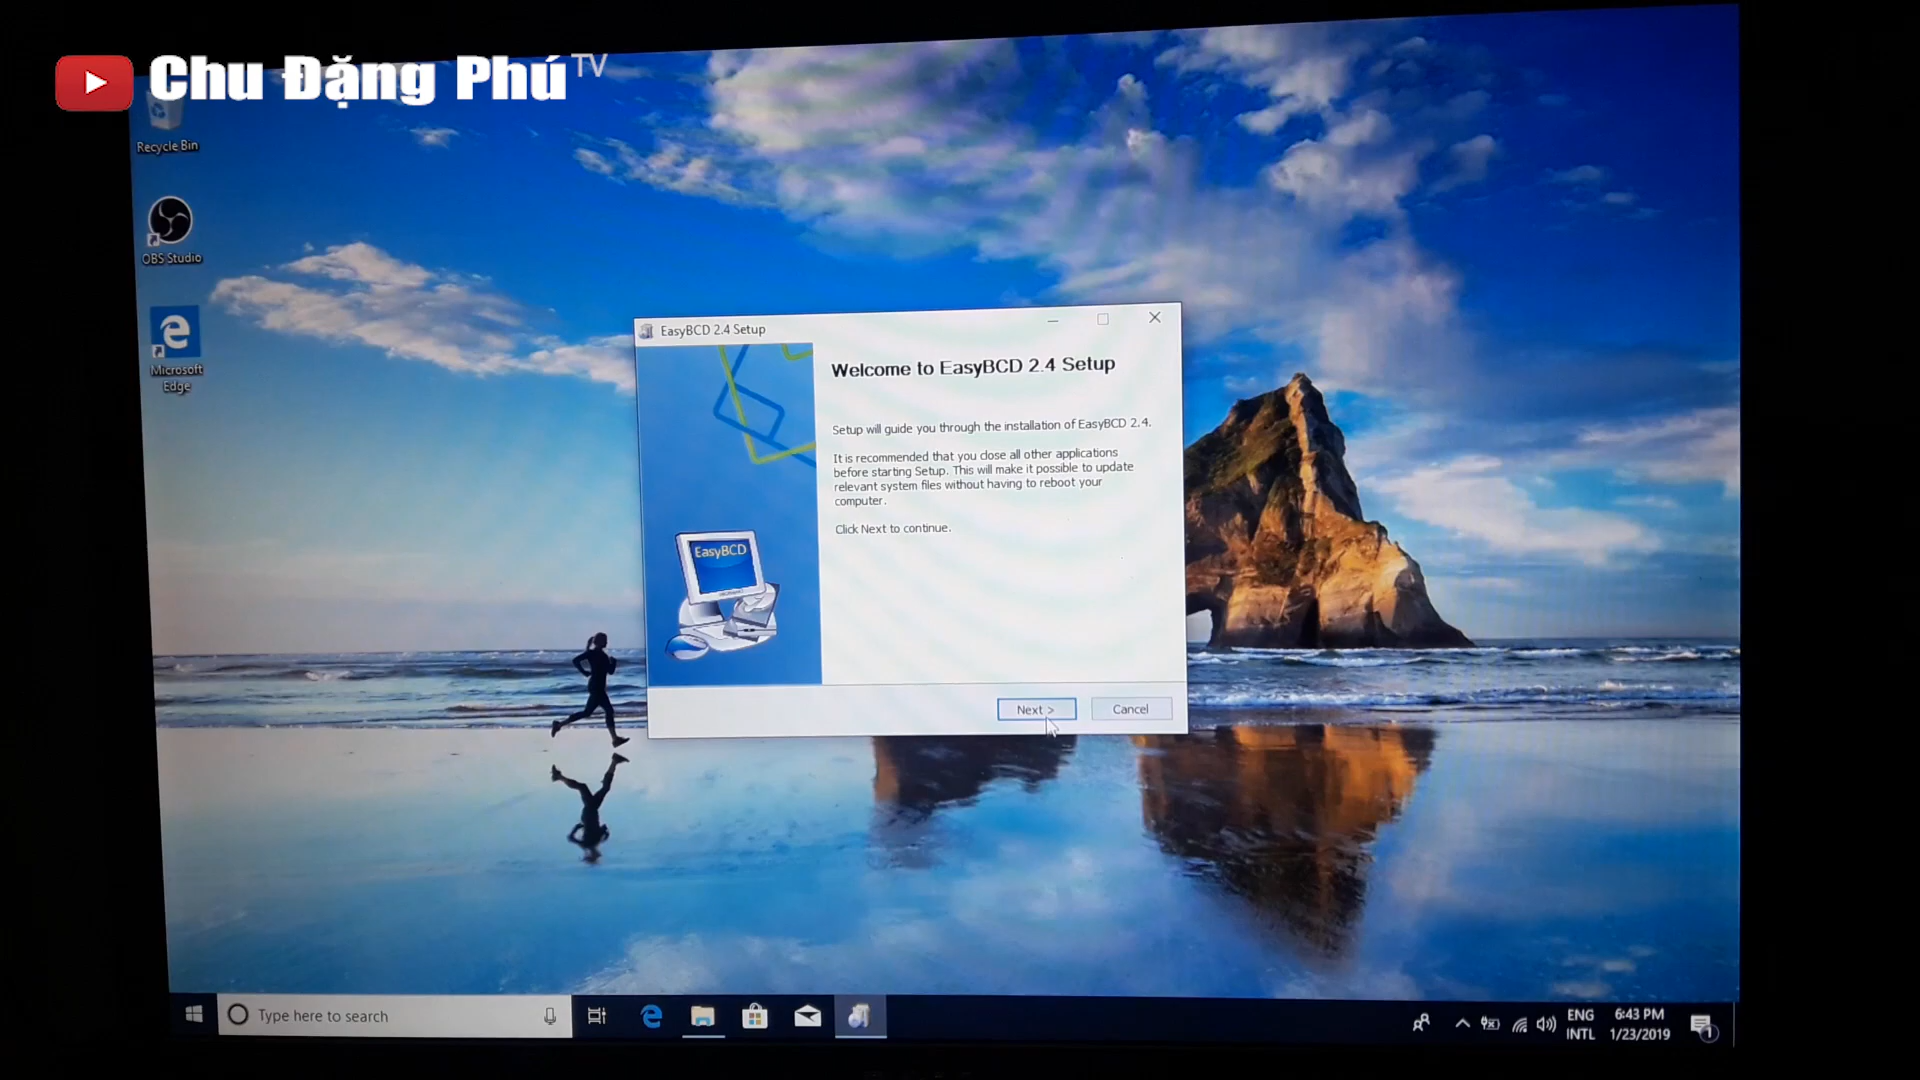 Chu Đặng Phú TV
Recycle Bin
OBS Studio
Microsoft
Edge
EasyBCD 2.4 Setup
Welcome to EasyBCD 2.4 Setup
Setup will guide you through the installation of EasyBCD 2.4.
It is recommended that you close all other applications
before starting Setup. This will make it possible to update
relevant system files without having to reboot your
computer.
Click Next to continue.
EasyBCD
Next >
Cancel
Type here to search
ENG
INTL
6:43 PM
1/23/2019
1